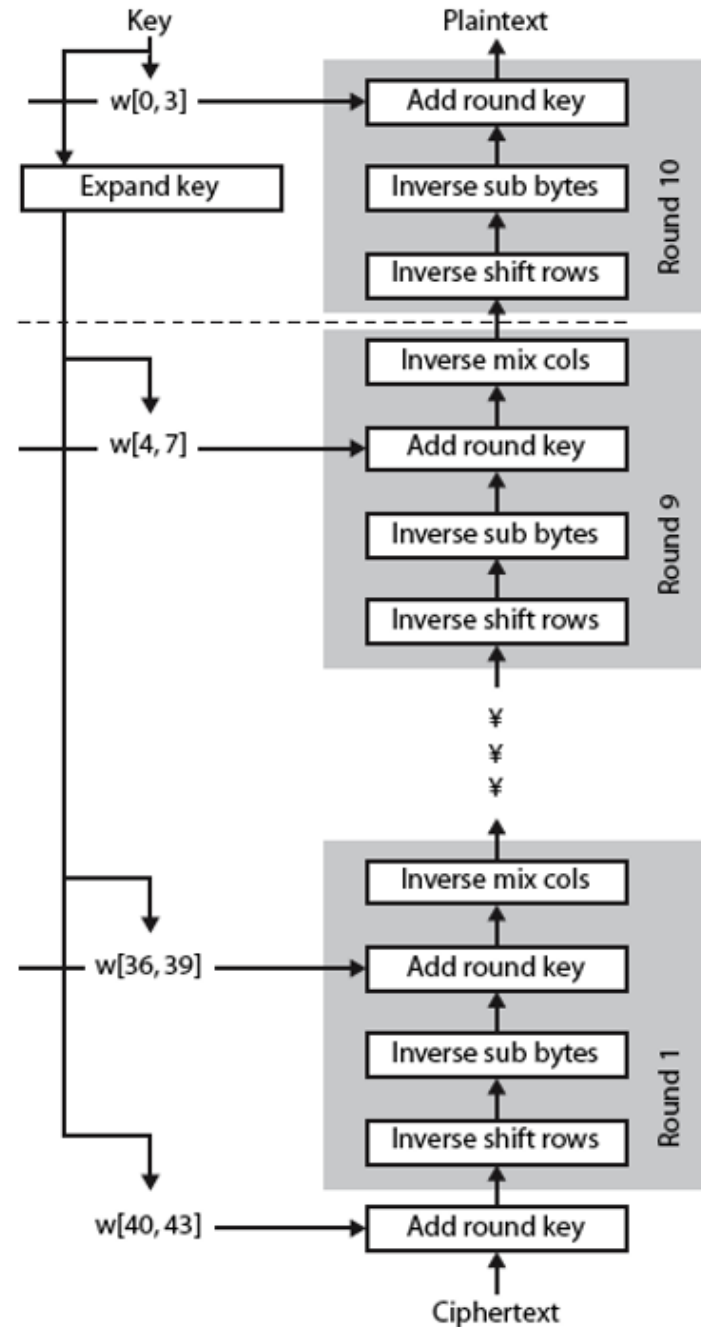 Key
Plaintext
w[0, 3]
Add round key
Expand key
Inverse sub bytes
Round 10
Inverse shift rows
Inverse mix cols
w[4, 7]
Add round key
Round 9
Inverse sub bytes
Inverse shift rows
¥
¥
¥
Inverse mix cols
w[36, 39]
Add round key
Inverse sub bytes
Round 1
Inverse shift rows
w[40, 43]
Add round key
Ciphertext